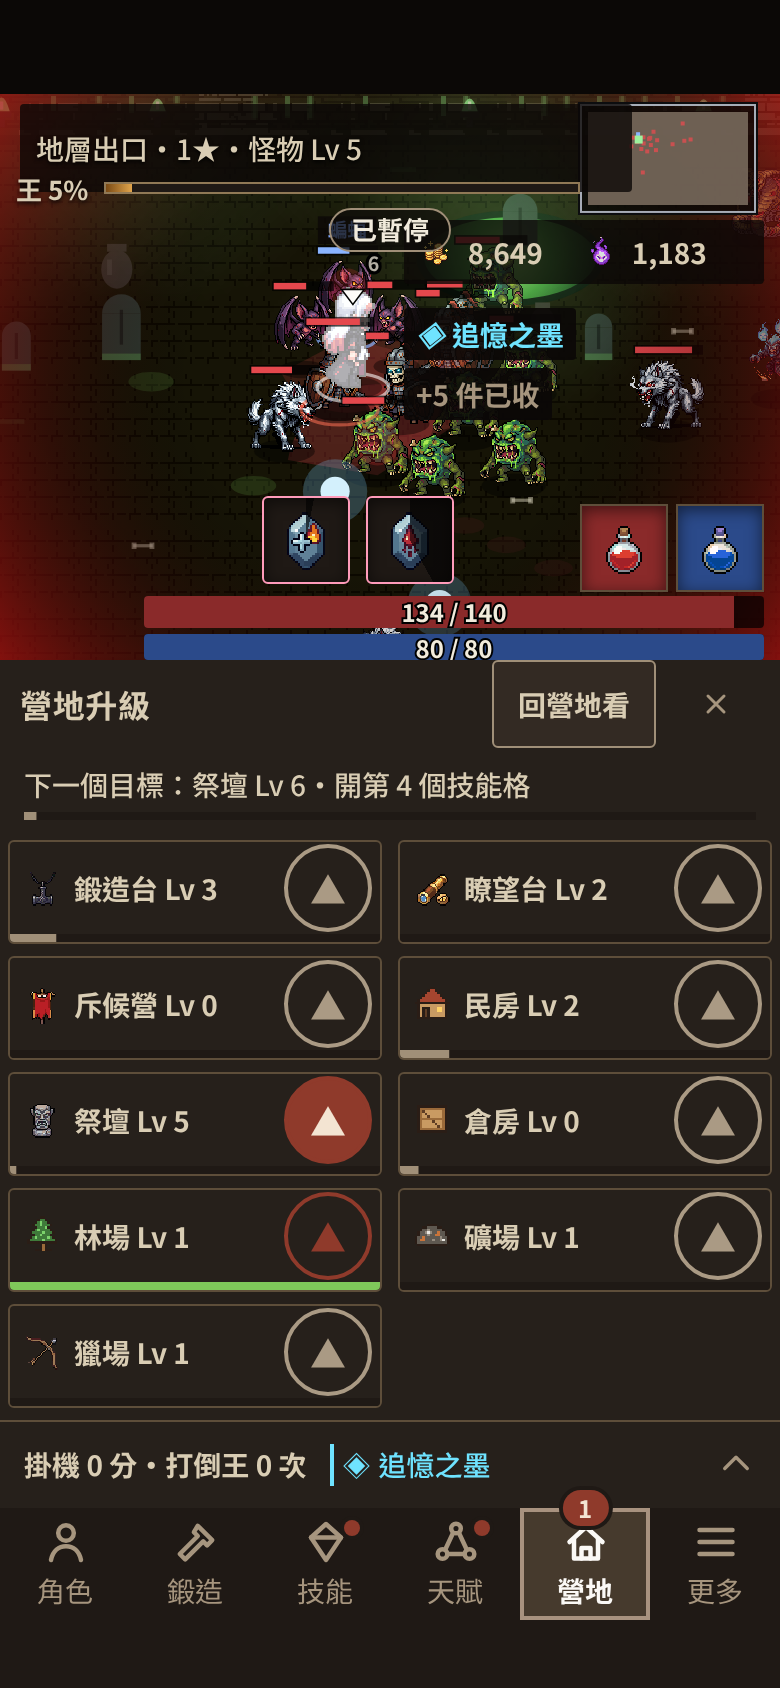 地層出口・1★・怪物 Lv 5
王 5%
已暫停
8,649
1,183
6
◈ 追憶之墨
+5 件已收
134 / 140
80 / 80
營地升級
回營地看
×
下一個目標：祭壇 Lv 6・開第 4 個技能格
鍛造台 Lv 3
瞭望台 Lv 2
斥候營 Lv 0
民房 Lv 2
祭壇 Lv 5
倉房 Lv 0
林場 Lv 1
礦場 Lv 1
獵場 Lv 1
掛機 0 分・打倒王 0 次
◈ 追憶之墨
1
角色
鍛造
技能
天賦
營地
更多